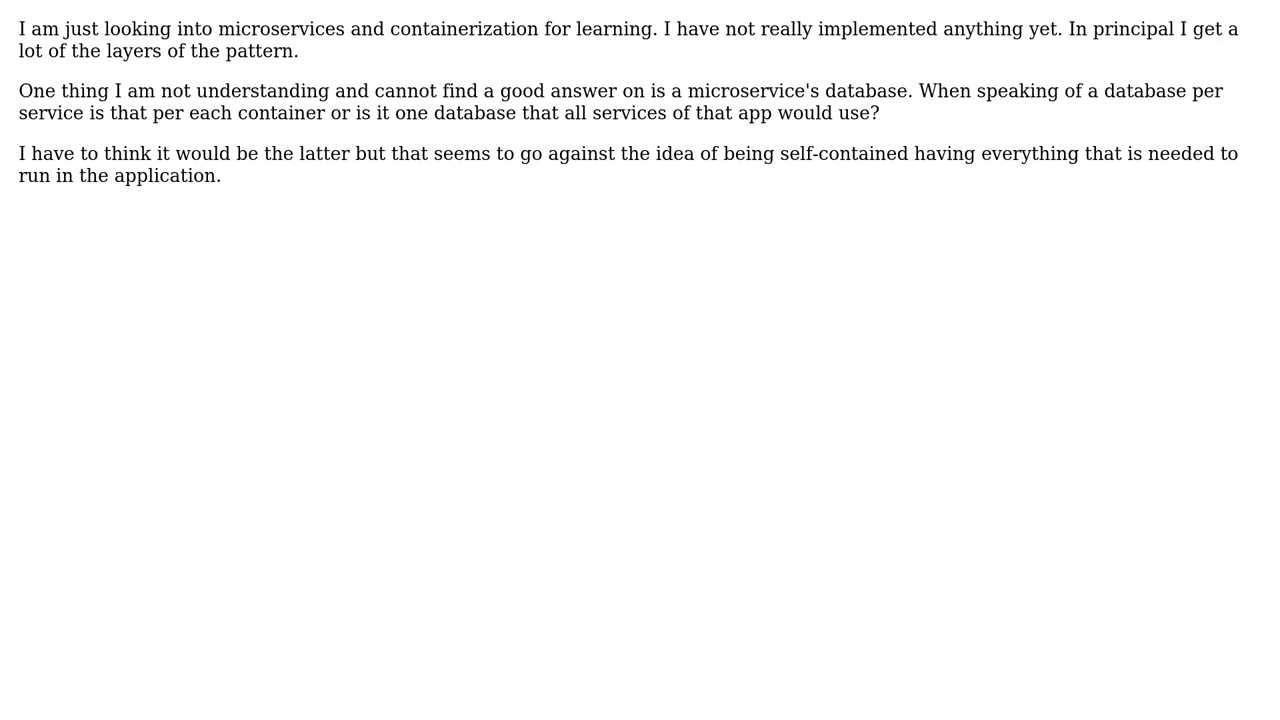 I am just looking into microservices and containerization for learning. I have not really implemented anything yet. In principal I get a
lot of the layers of the pattern.
One thing I am not understanding and cannot find a good answer on is a microservice's database. When speaking of a database per
service is that per each container or is it one database that all services of that app would use?
I have to think it would be the latter but that seems to go against the idea of being self-contained having everything that is needed to
run in the application.